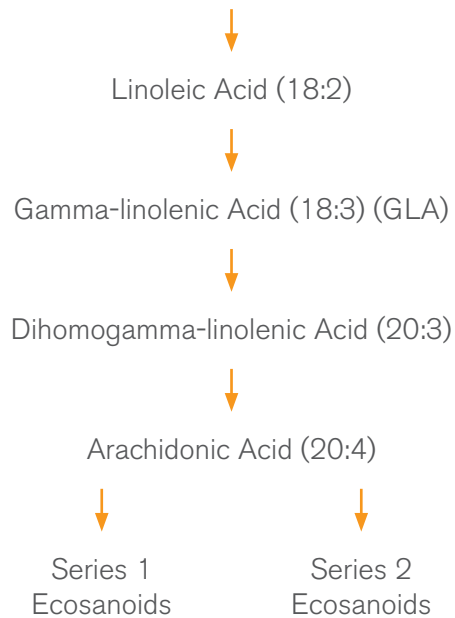 Linoleic Acid (18:2)
Gamma-linolenic Acid (18:3) (GLA)
Dihomogamma-linolenic Acid (20:3)
Arachidonic Acid (20:4)
Series 1
Ecosanoids
Series 2
Ecosanoids